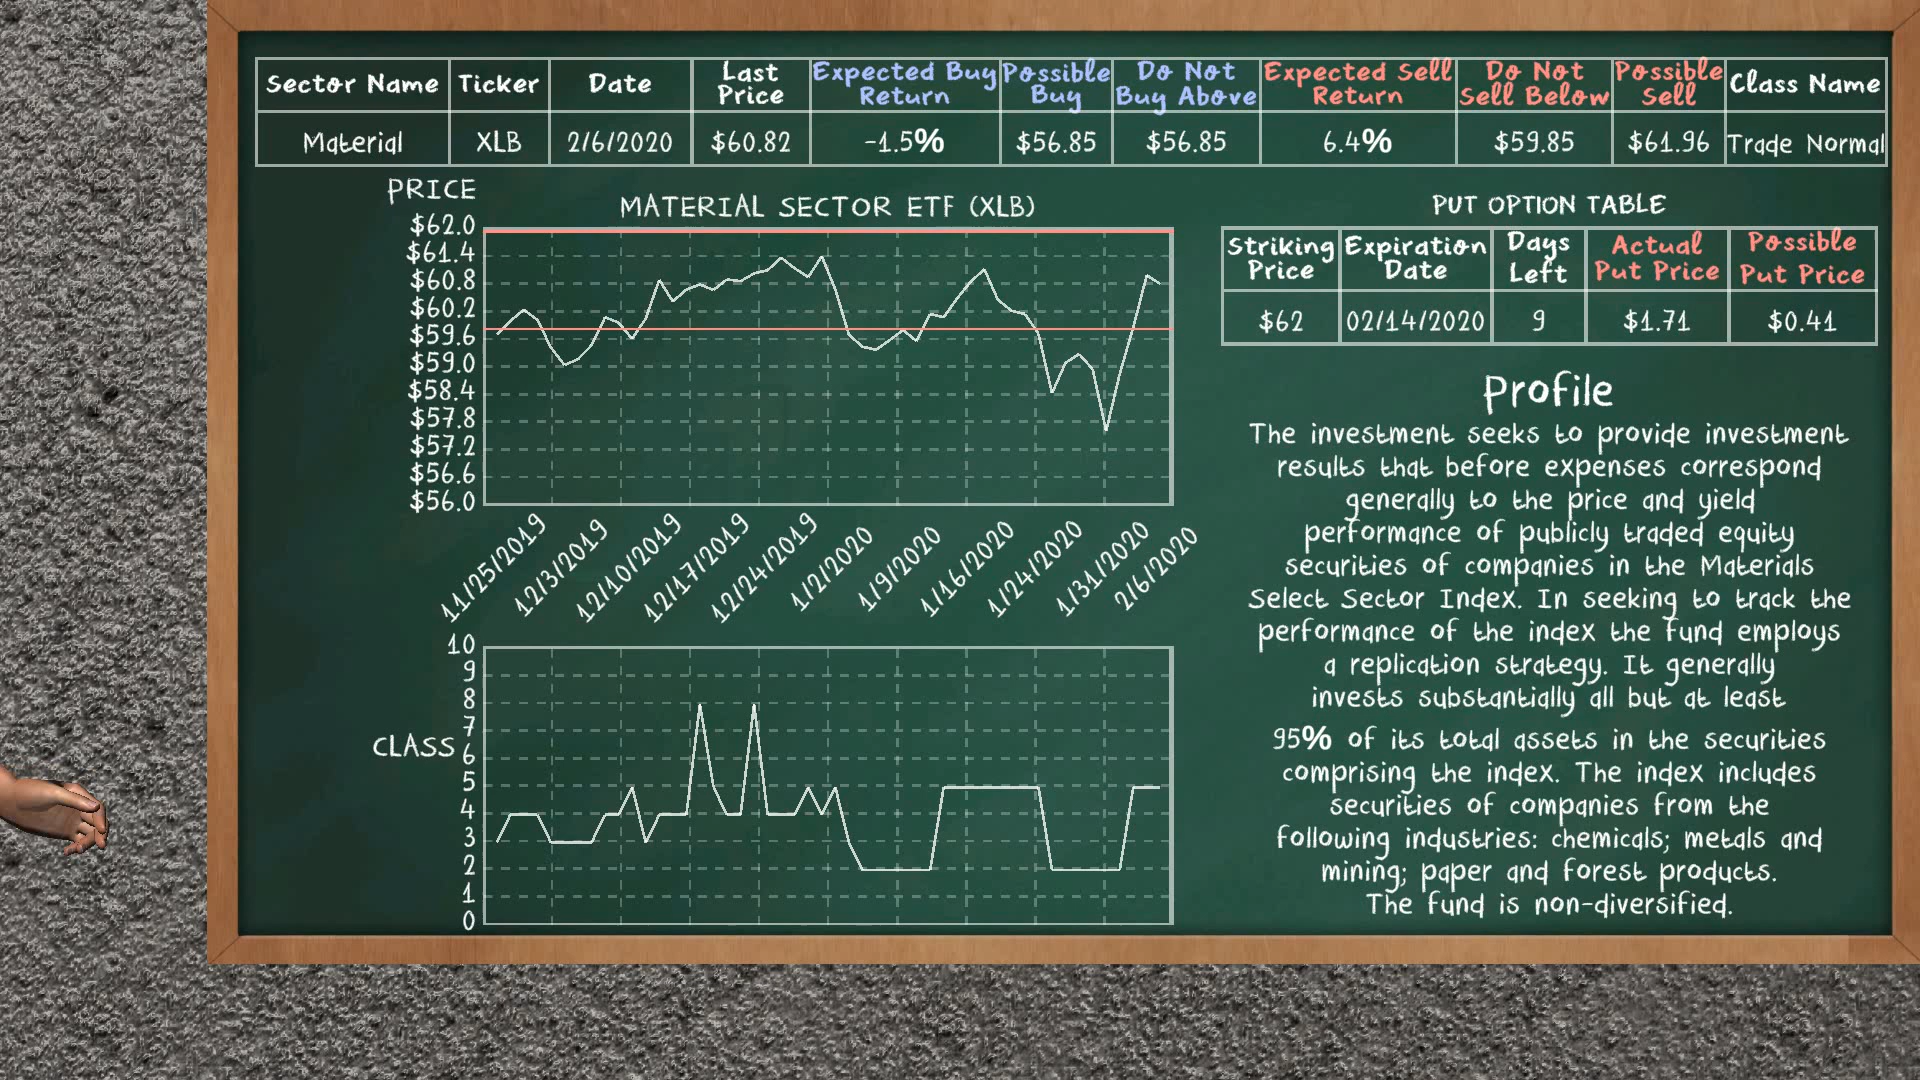 Sector Name Ticker Date Last Price Expected Buy Return Possible Buy Do Not Buy Above Expected Sell Return Do Not Sell Below Possible Sell Class Name
Material XLB 2/6/2020 $60.82 -1.5% $56.85 $56.85 6.4% $59.85 $61.96 Trade Normal
PRICE
MATERIAL SECTOR ETF (XLB)
$62.0
$61.4
$60.8
$60.2
$59.6
$59.0
$58.4
$57.8
$57.2
$56.6
$56.0
11/25/2019 12/3/2019 12/10/2019 12/17/2019 12/24/2019 1/2/2020 1/9/2020 1/16/2020 1/24/2020 1/31/2020 2/6/2020
CLASS
10
9
8
7
6
5
4
3
2
1
0
PUT OPTION TABLE
Striking Price Expiration Date Days Left Actual Put Price Possible Put Price
$62 02/14/2020 9 $1.71 $0.41
Profile
The investment seeks to provide investment
results that before expenses correspond
generally to the price and yield
performance of publicly traded equity
securities of companies in the Materials
Select Sector Index. In seeking to track the
performance of the index the fund employs
a replication strategy. It generally
invests substantially all but at least
95% of its total assets in the securities
comprising the index. The index includes
securities of companies from the
following industries: chemicals; metals and
mining; paper and forest products.
The fund is non-diversified.